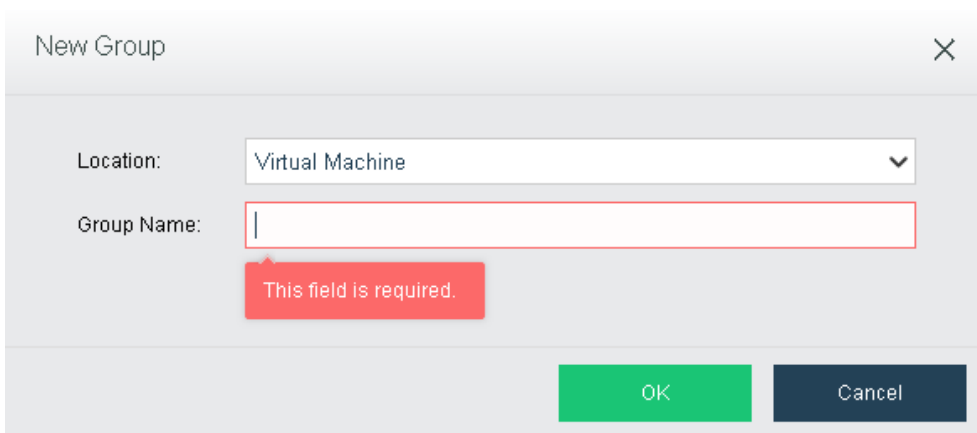 New Group
Location:
Virtual Machine
Group Name:
This field is required.
OK
Cancel